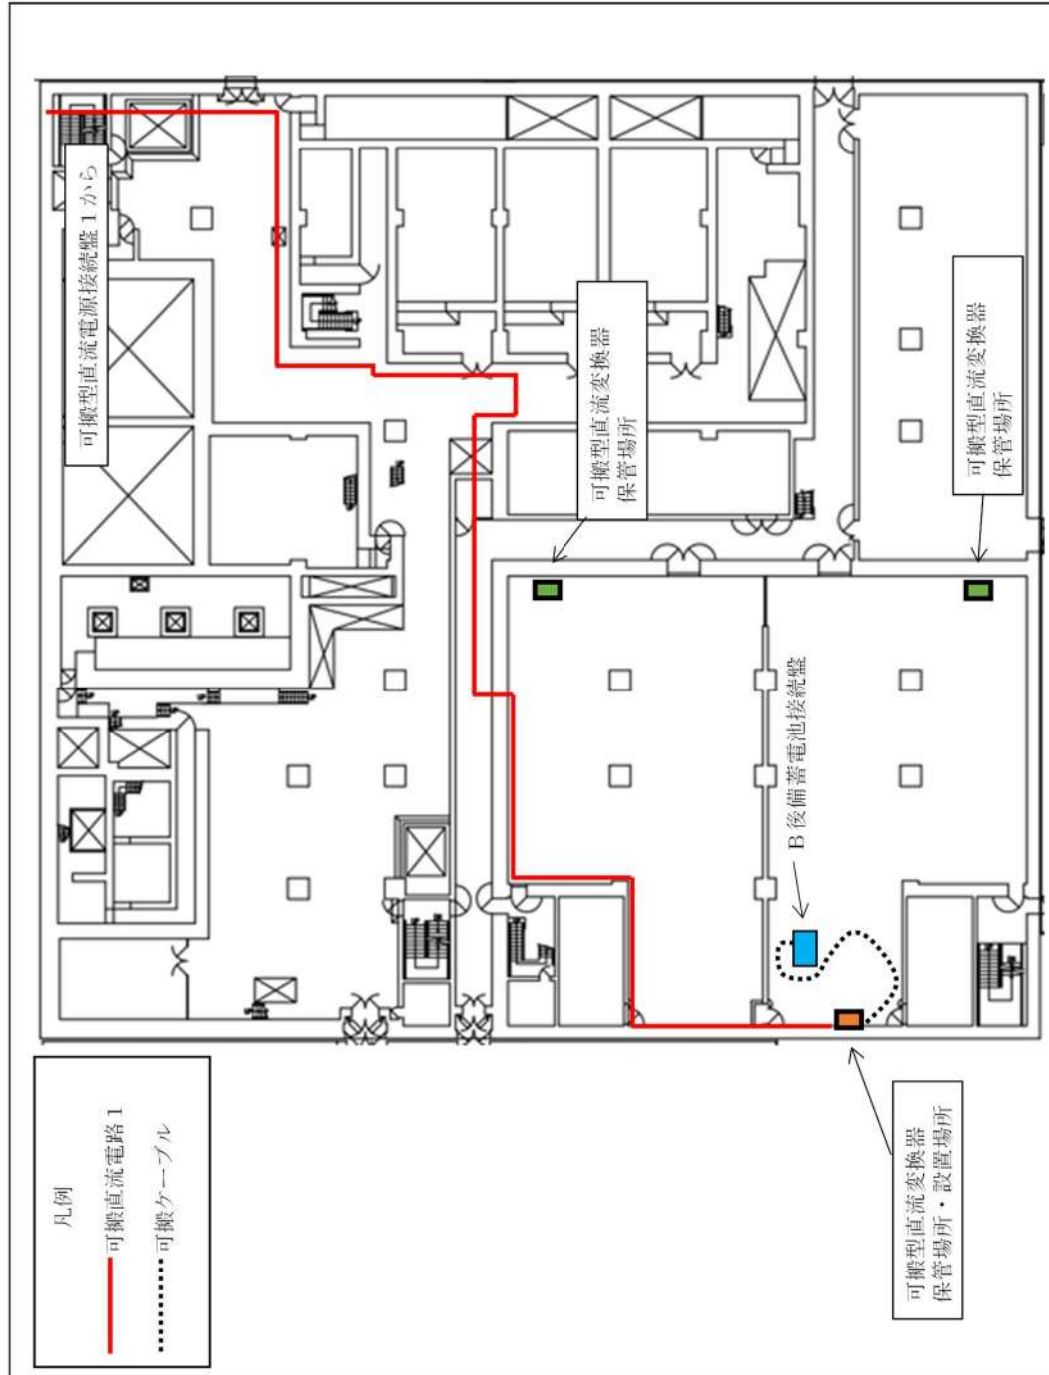 可搬型直流電源接続盤1から
可搬型直流変換器
保管場所
可搬型直流変換器
保管場所
B後備蓄電池接続盤
可搬型直流変換器
保管場所・設置場所
凡例
可搬直流電路1
可搬ケーブル